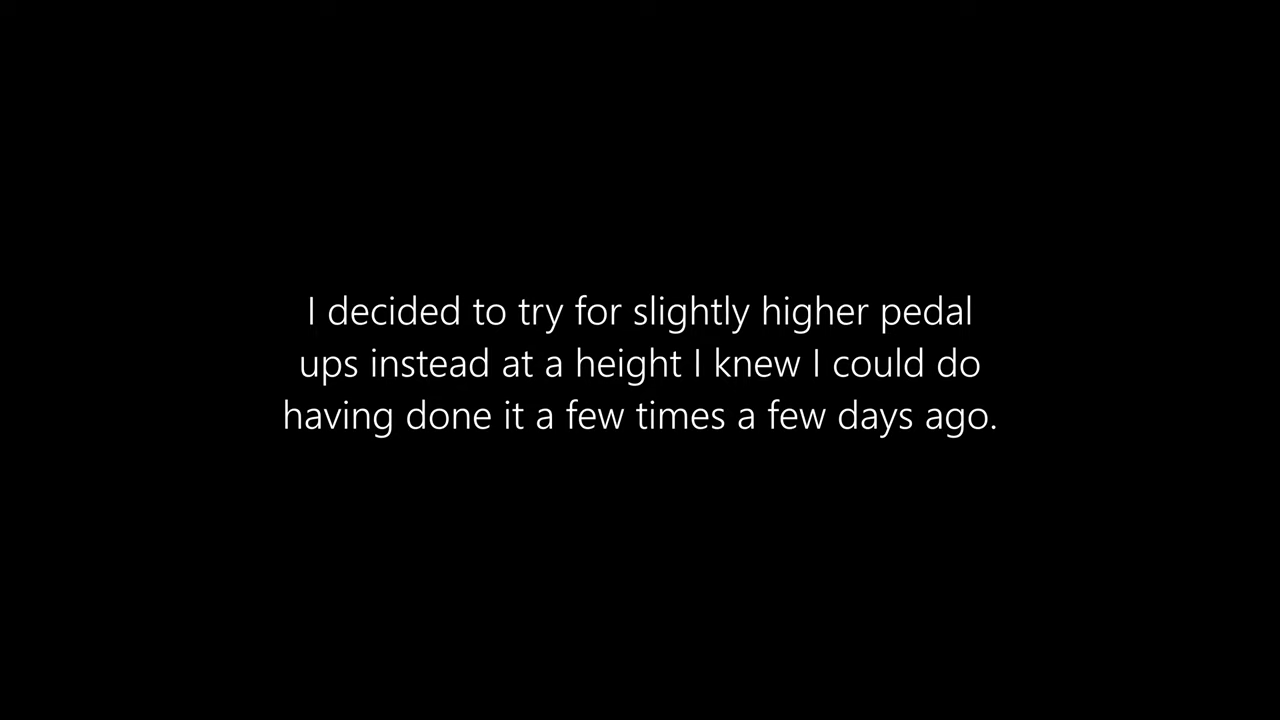 I decided to try for slightly higher pedal
ups instead at a height I knew I could do
having done it a few times a few days ago.